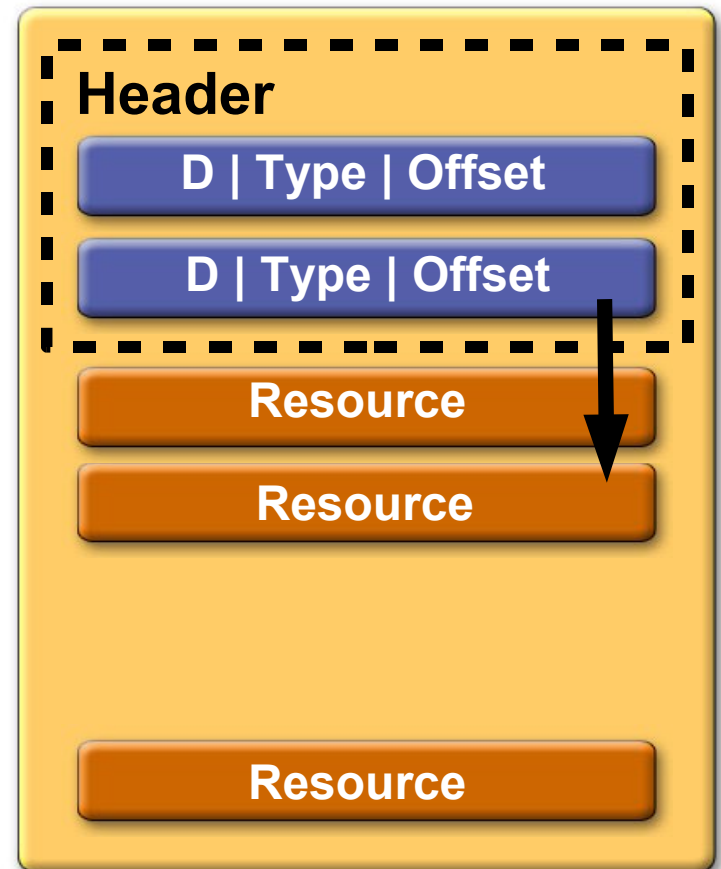 Header
D | Type | Offset
D | Type | Offset
Resource
Resource
Resource